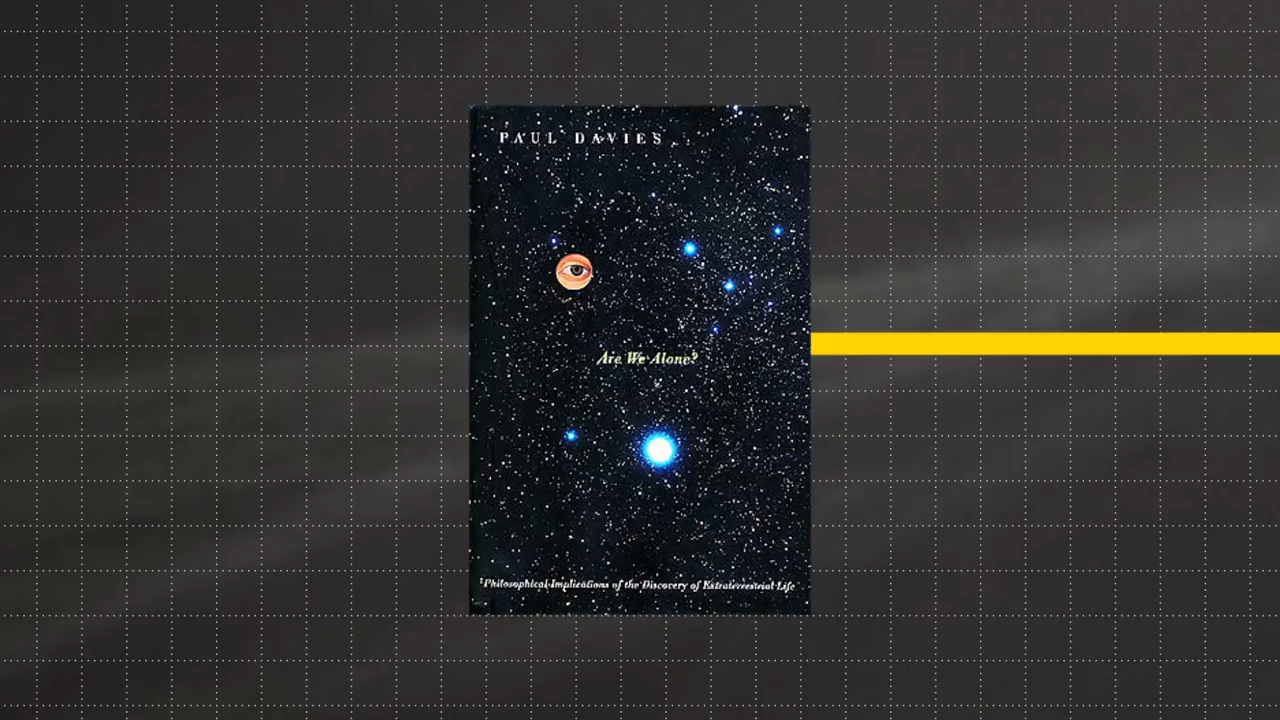 PAUL DAVIES
Are We Alone?
Philosophical Implications of the Discovery of Extraterrestrial Life